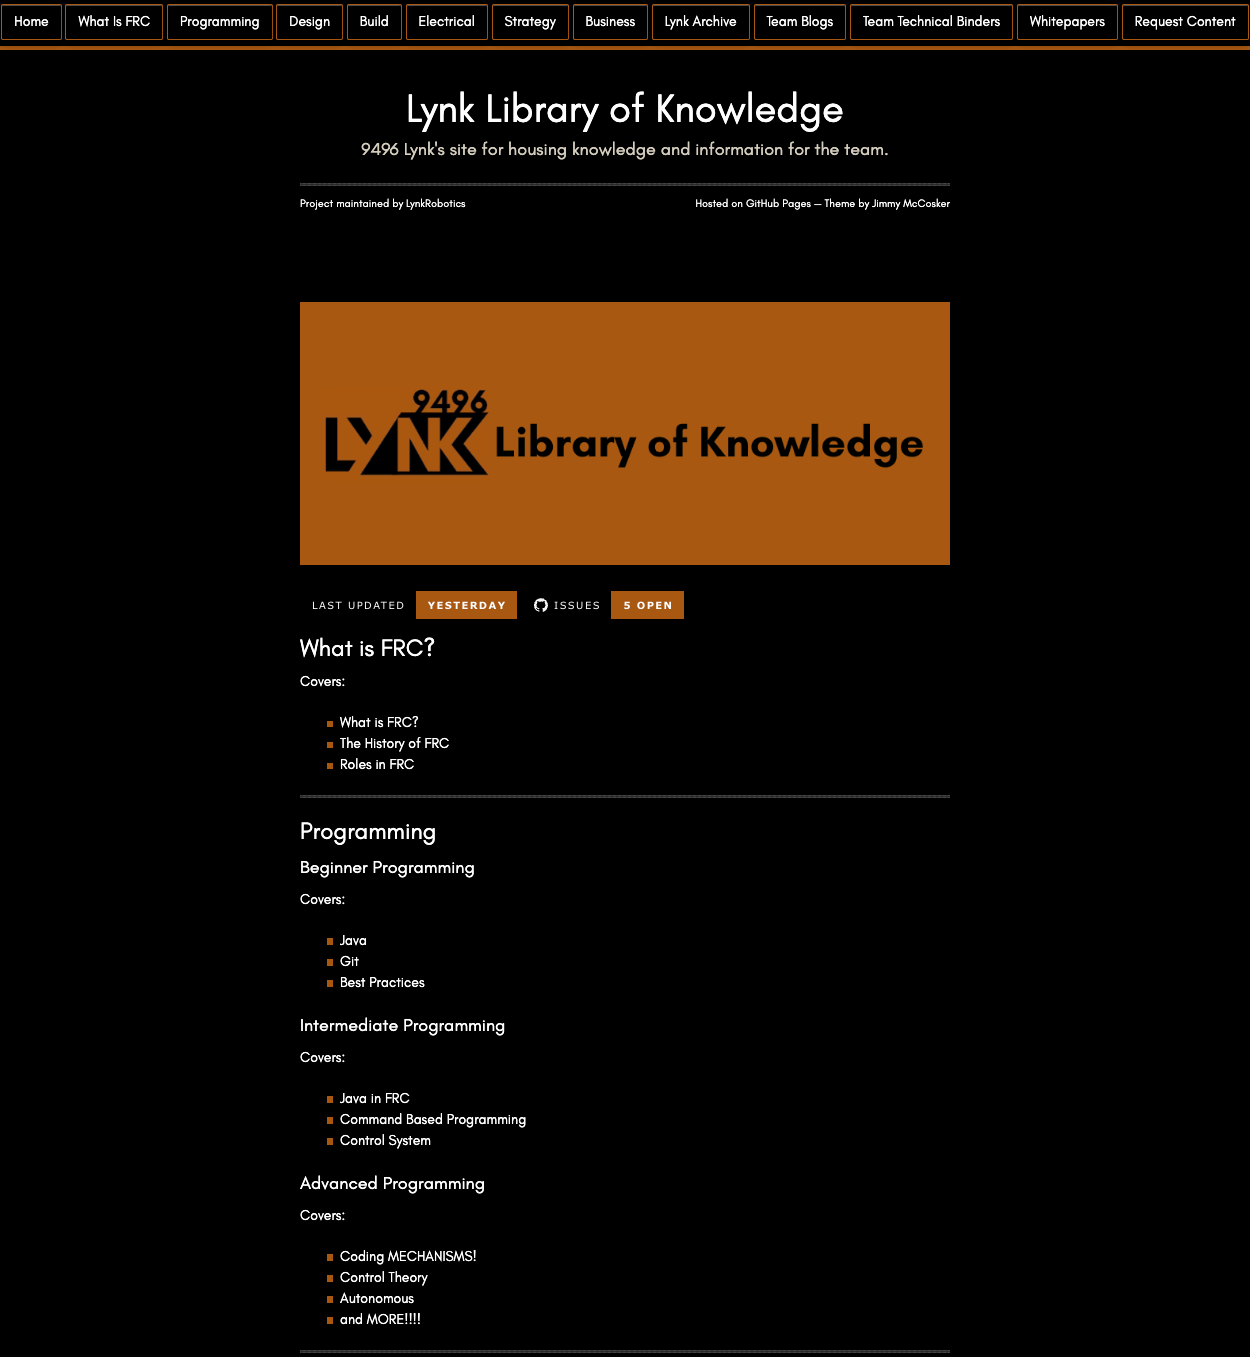 Home What Is FRC Programming Design Build Electrical Strategy Business Lynk Archive Team Blogs Team Technical Binders Whitepapers Request Content
Lynk Library of Knowledge
9496 Lynk's site for housing knowledge and information for the team.
Project maintained by LynkRobotics
Hosted on GitHub Pages — Theme by Jimmy McCosker
9496
LYNK Library of Knowledge
LAST UPDATED YESTERDAY ISSUES 5 OPEN
What is FRC?
Covers:
What is FRC?
The History of FRC
Roles in FRC
Programming
Beginner Programming
Covers:
Java
Git
Best Practices
Intermediate Programming
Covers:
Java in FRC
Command Based Programming
Control System
Advanced Programming
Covers:
Coding MECHANISMS!
Control Theory
Autonomous
and MORE!!!!